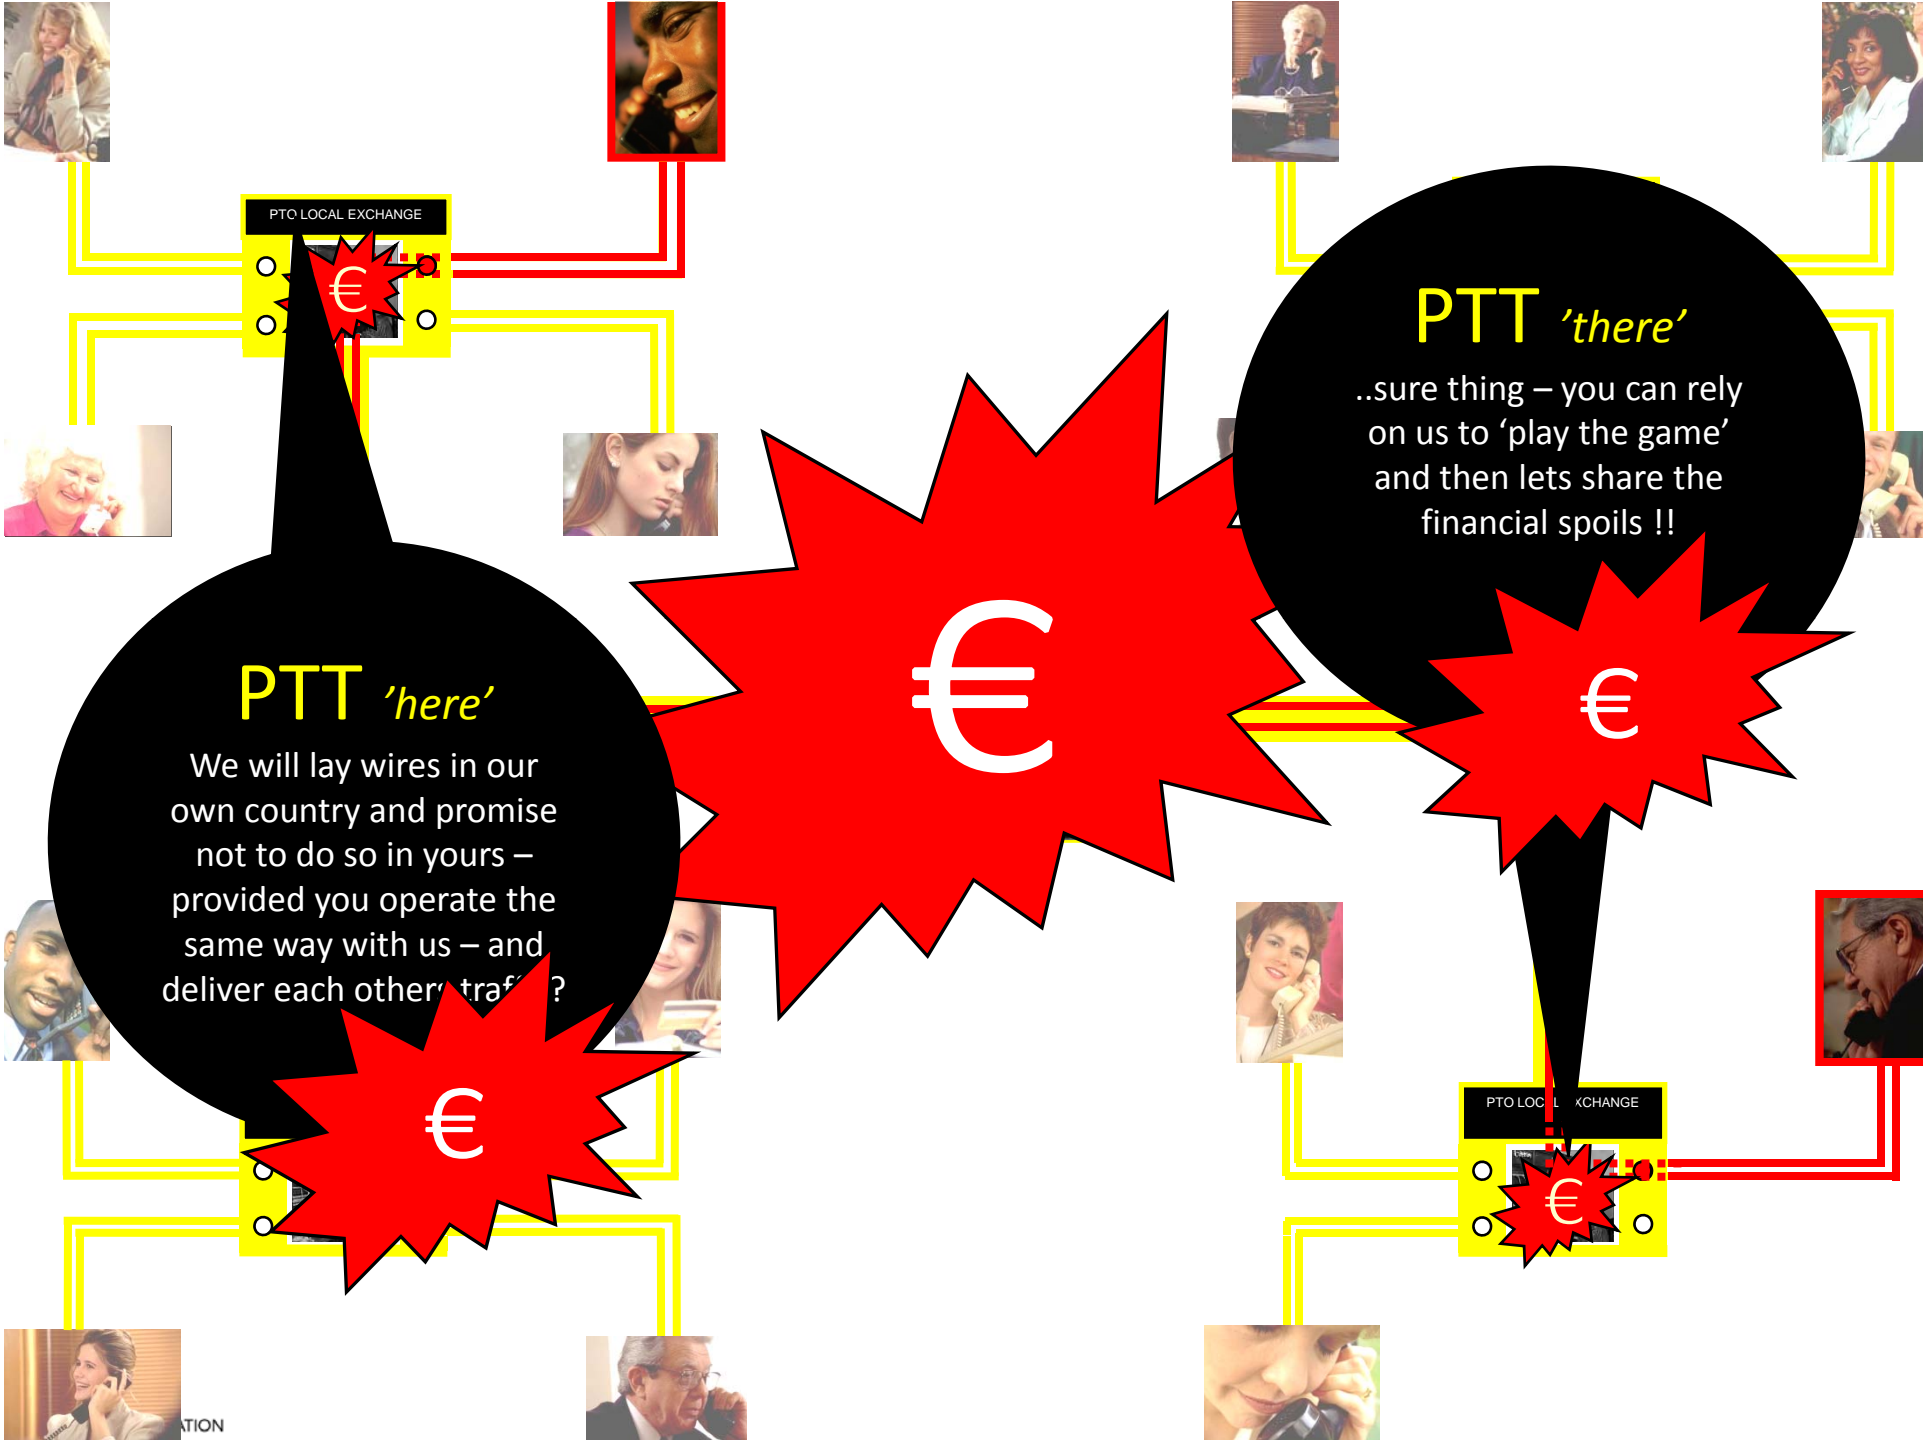 PTO LOCAL EXCHANGE
€
PTT ’there’
..sure thing – you can rely
on us to ‘play the game’
and then lets share the
financial spoils !!
€
€
PTT ’here’
We will lay wires in our
own country and promise
not to do so in yours –
provided you operate the
same way with us – and
deliver each others ?
€
PTO
€